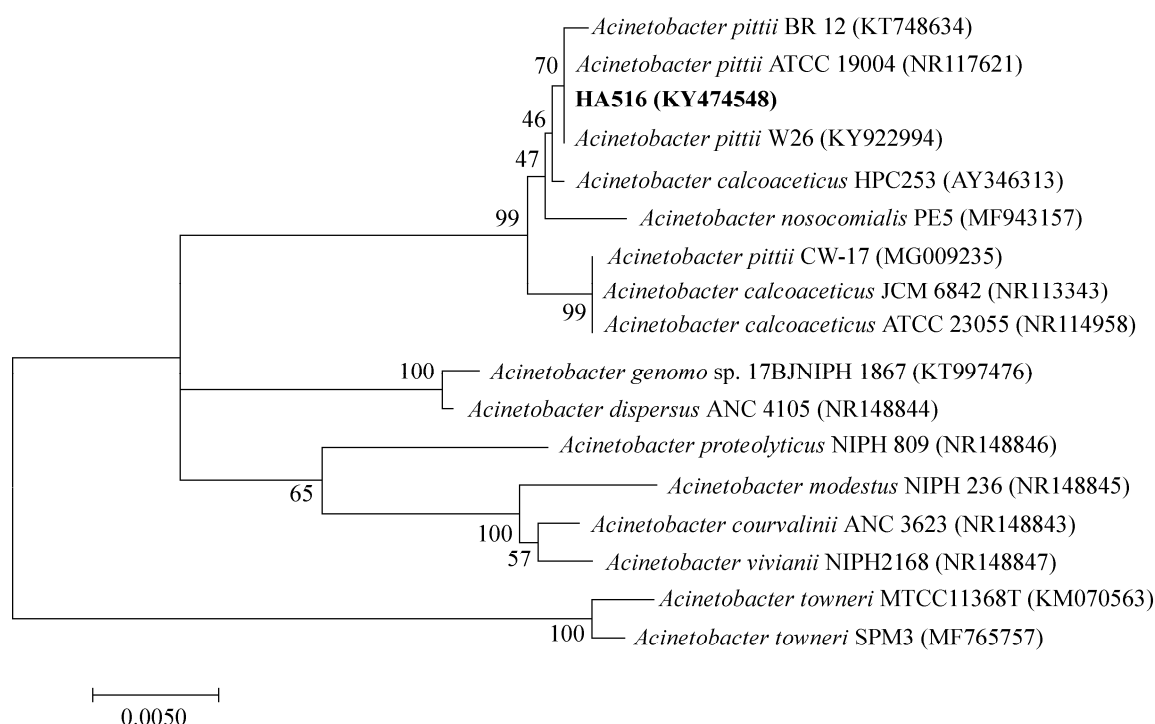 Acinetobacter pittii BR 12 (KT748634)
70
Acinetobacter pittii ATCC 19004 (NR117621)
HA516 (KY474548)
46
Acinetobacter pittii W26 (KY922994)
47
Acinetobacter calcoaceticus HPC253 (AY346313)
99
Acinetobacter nosocomialis PE5 (MF943157)
Acinetobacter pittii CW-17 (MG009235)
Acinetobacter calcoaceticus JCM 6842 (NR113343)
99
Acinetobacter calcoaceticus ATCC 23055 (NR114958)
100
Acinetobacter genomo sp. 17BJNIPH 1867 (KT997476)
Acinetobacter dispersus ANC 4105 (NR148844)
Acinetobacter proteolyticus NIPH 809 (NR148846)
65
Acinetobacter modestus NIPH 236 (NR148845)
100
Acinetobacter courvalinii ANC 3623 (NR148843)
57
Acinetobacter vivianii NIPH2168 (NR148847)
Acinetobacter towneri MTCC11368T (KM070563)
100
Acinetobacter towneri SPM3 (MF765757)
0.0050